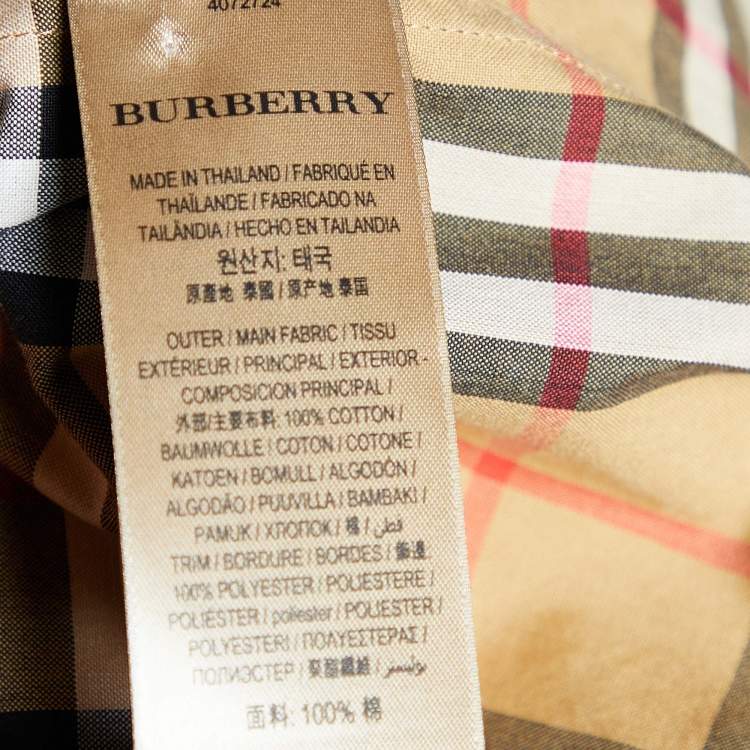 4072724
BURBERRY
MADE IN THAILAND / FABRIQUÉ EN
THAÏLANDE / FABRICADO NA
TAILÂNDIA / HECHO EN TAILANDIA
원산지: 태국
原產地 泰國 / 原产地 泰国
OUTER / MAIN FABRIC / TISSU
EXTÉRIEUR / PRINCIPAL / EXTERIOR -
COMPOSICION PRINCIPAL /
外部/主要布料: 100% COTTON /
BAUMWOLLE / COTON / COTONE /
KATOEN / BOMULL / ALGODÓN /
ALGODÃO / PUUVILLA / BAMBAKI /
PAMUK / ХЛОПОК / 棉 / قطن /
TRIM / BORDURE / BORDES / 飾邊
100% POLYESTER / POLIESTERE /
POLIÉSTER / poliester / POLIESTER /
POLYESTERI / ΠΟΛΥΕΣΤΕΡΑΣ /
ПОЛИЭСТЕР / 聚酯纖維 / بوليستر /
面料: 100% 棉